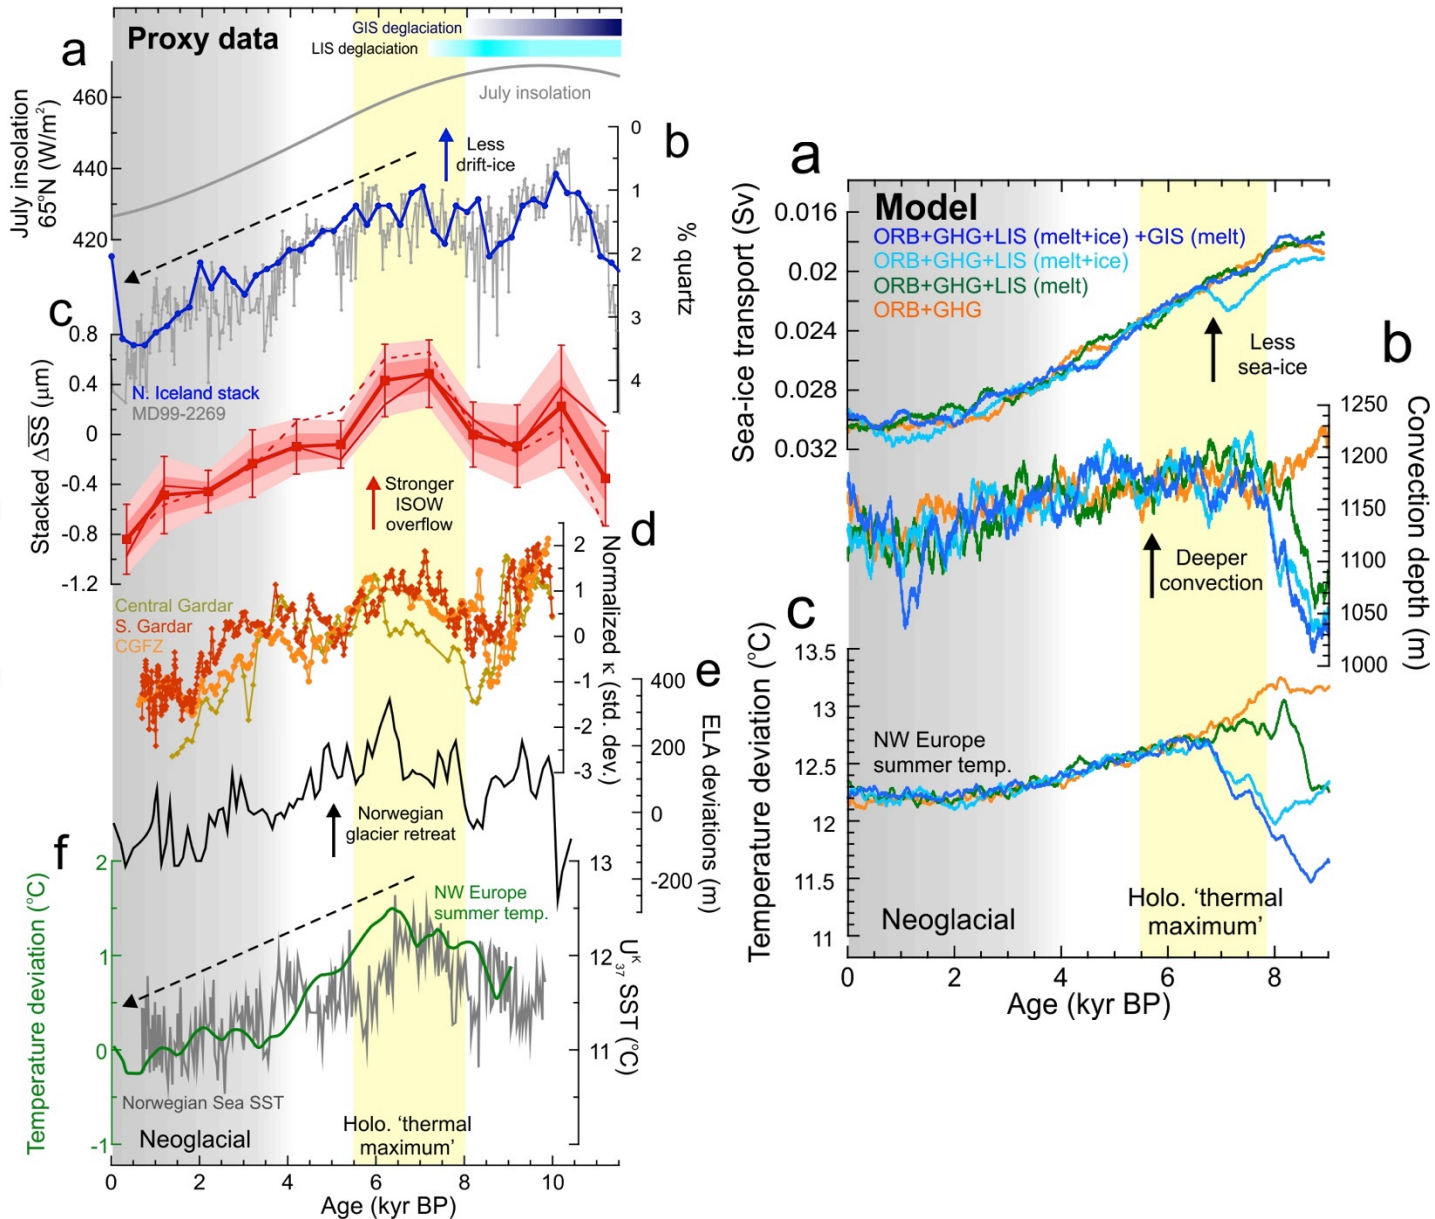 Proxy data
GIS deglaciation
LIS deglaciation
a
July insolation
65°N (W/m²)
460
440
420
July insolation
Less
drift-ice
b
0
1
2
3
4
% quartz
N. Iceland stack
MD99-2269
c
Stacked ΔS̅S̅ (μm)
0.8
0.4
0
-0.4
-0.8
-1.2
Stronger
ISOW
overflow
d
2
1
0
-1
-2
-3
Normalized κ (std. dev.)
Central Gardar
S. Gardar
CGFZ
e
400
200
0
-200
ELA deviations (m)
Norwegian
glacier retreat
f
Temperature deviation (°C)
2
1
0
-1
13
12
11
Uᴷ₃₇ SST (°C)
NW Europe
summer temp.
Norwegian Sea SST
Neoglacial
Holo. ‘thermal
maximum’
0 2 4 6 8 10
Age (kyr BP)
a
Sea-ice transport (Sv)
0.016
0.02
0.024
0.028
0.032
Model
ORB+GHG+LIS (melt+ice) +GIS (melt)
ORB+GHG+LIS (melt+ice)
ORB+GHG+LIS (melt)
ORB+GHG
Less
sea-ice
b
1250
1200
1150
1100
1050
1000
Convection depth (m)
Deeper
convection
c
Temperature deviation (°C)
13.5
13
12.5
12
11.5
11
NW Europe
summer temp.
Neoglacial
Holo. ‘thermal
maximum’
0 2 4 6 8
Age (kyr BP)